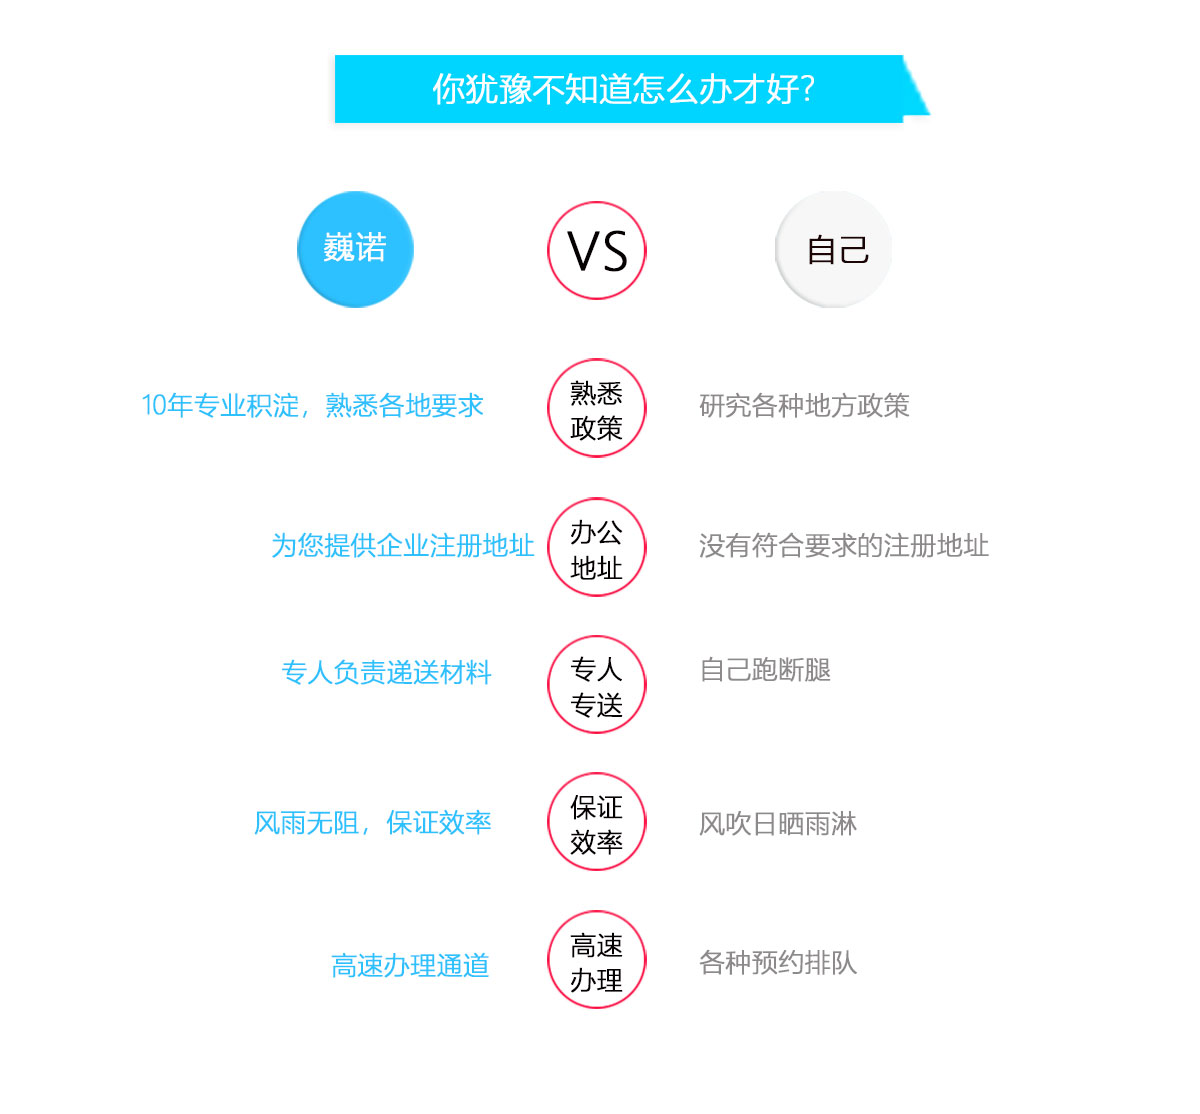 你犹豫不知道怎么办才好?
巍诺
VS
自己
10年专业积淀，熟悉各地要求
熟悉
政策
研究各种地方政策
为您提供企业注册地址
办公
地址
没有符合要求的注册地址
专人负责递送材料
专人
专送
自己跑断腿
风雨无阻，保证效率
保证
效率
风吹日晒雨淋
高速办理通道
高速
办理
各种预约排队